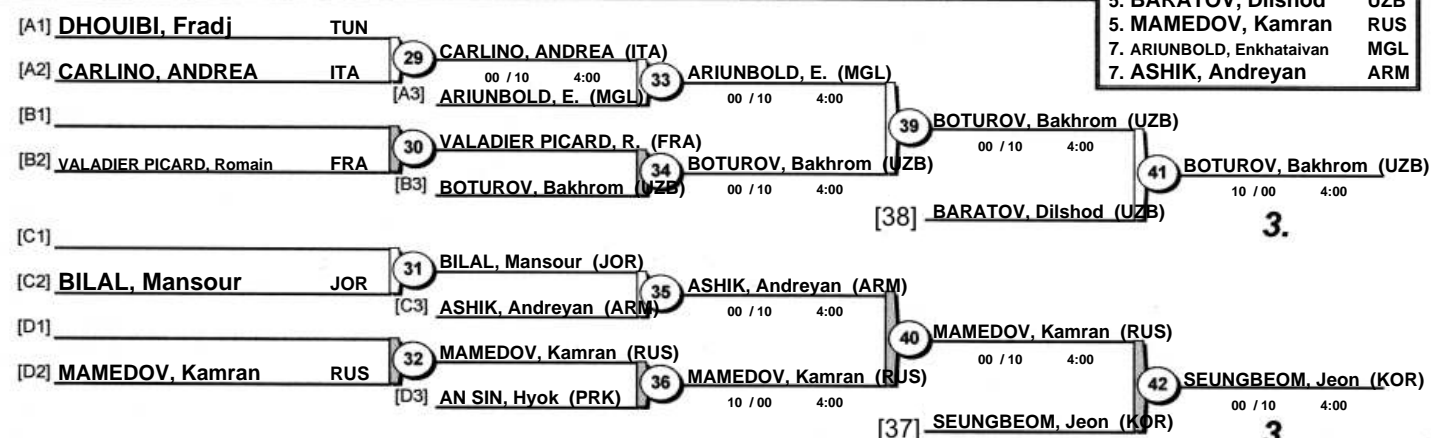 5. BARATOV, Dilshod UZB
5. MAMEDOV, Kamran RUS
7. ARIUNBOLD, Enkhataivan MGL
7. ASHIK, Andreyan ARM
[A1] DHOUIBI, Fradj TUN
29 CARLINO, ANDREA (ITA)
[A2] CARLINO, ANDREA ITA
00 / 10 4:00
33 ARIUNBOLD, E. (MGL)
[A3] ARIUNBOLD, E. (MGL)
00 / 10 4:00
[B1]
39 BOTUROV, Bakhrom (UZB)
30 VALADIER PICARD, R. (FRA)
00 / 10 4:00
[B2] VALADIER PICARD, Romain FRA
34 BOTUROV, Bakhrom (UZB)
41 BOTUROV, Bakhrom (UZB)
[B3] BOTUROV, Bakhrom (UZB)
00 / 10 4:00
10 / 00 4:00
[38] BARATOV, Dilshod (UZB)
3.
[C1]
31 BILAL, Mansour (JOR)
[C2] BILAL, Mansour JOR
35 ASHIK, Andreyan (ARM)
[C3] ASHIK, Andreyan (ARM)
00 / 10 4:00
[D1]
40 MAMEDOV, Kamran (RUS)
32 MAMEDOV, Kamran (RUS)
00 / 10 4:00
[D2] MAMEDOV, Kamran RUS
36 MAMEDOV, Kamran (RUS)
42 SEUNGBEOM, Jeon (KOR)
[D3] AN SIN, Hyok (PRK)
10 / 00 4:00
00 / 10 4:00
[37] SEUNGBEOM, Jeon (KOR)
3